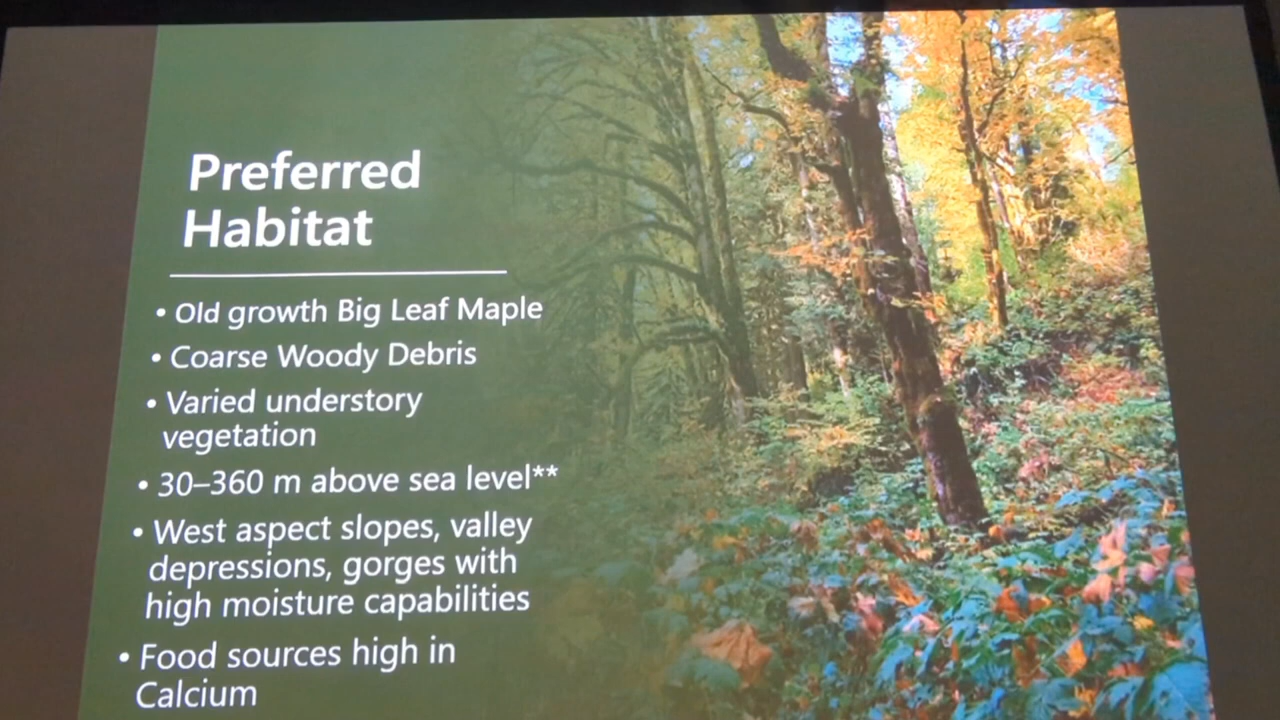 Preferred
Habitat
• Old growth Big Leaf Maple
• Coarse Woody Debris
• Varied understory
vegetation
• 30–360 m above sea level**
• West aspect slopes, valley
depressions, gorges with
high moisture capabilities
• Food sources high in
Calcium